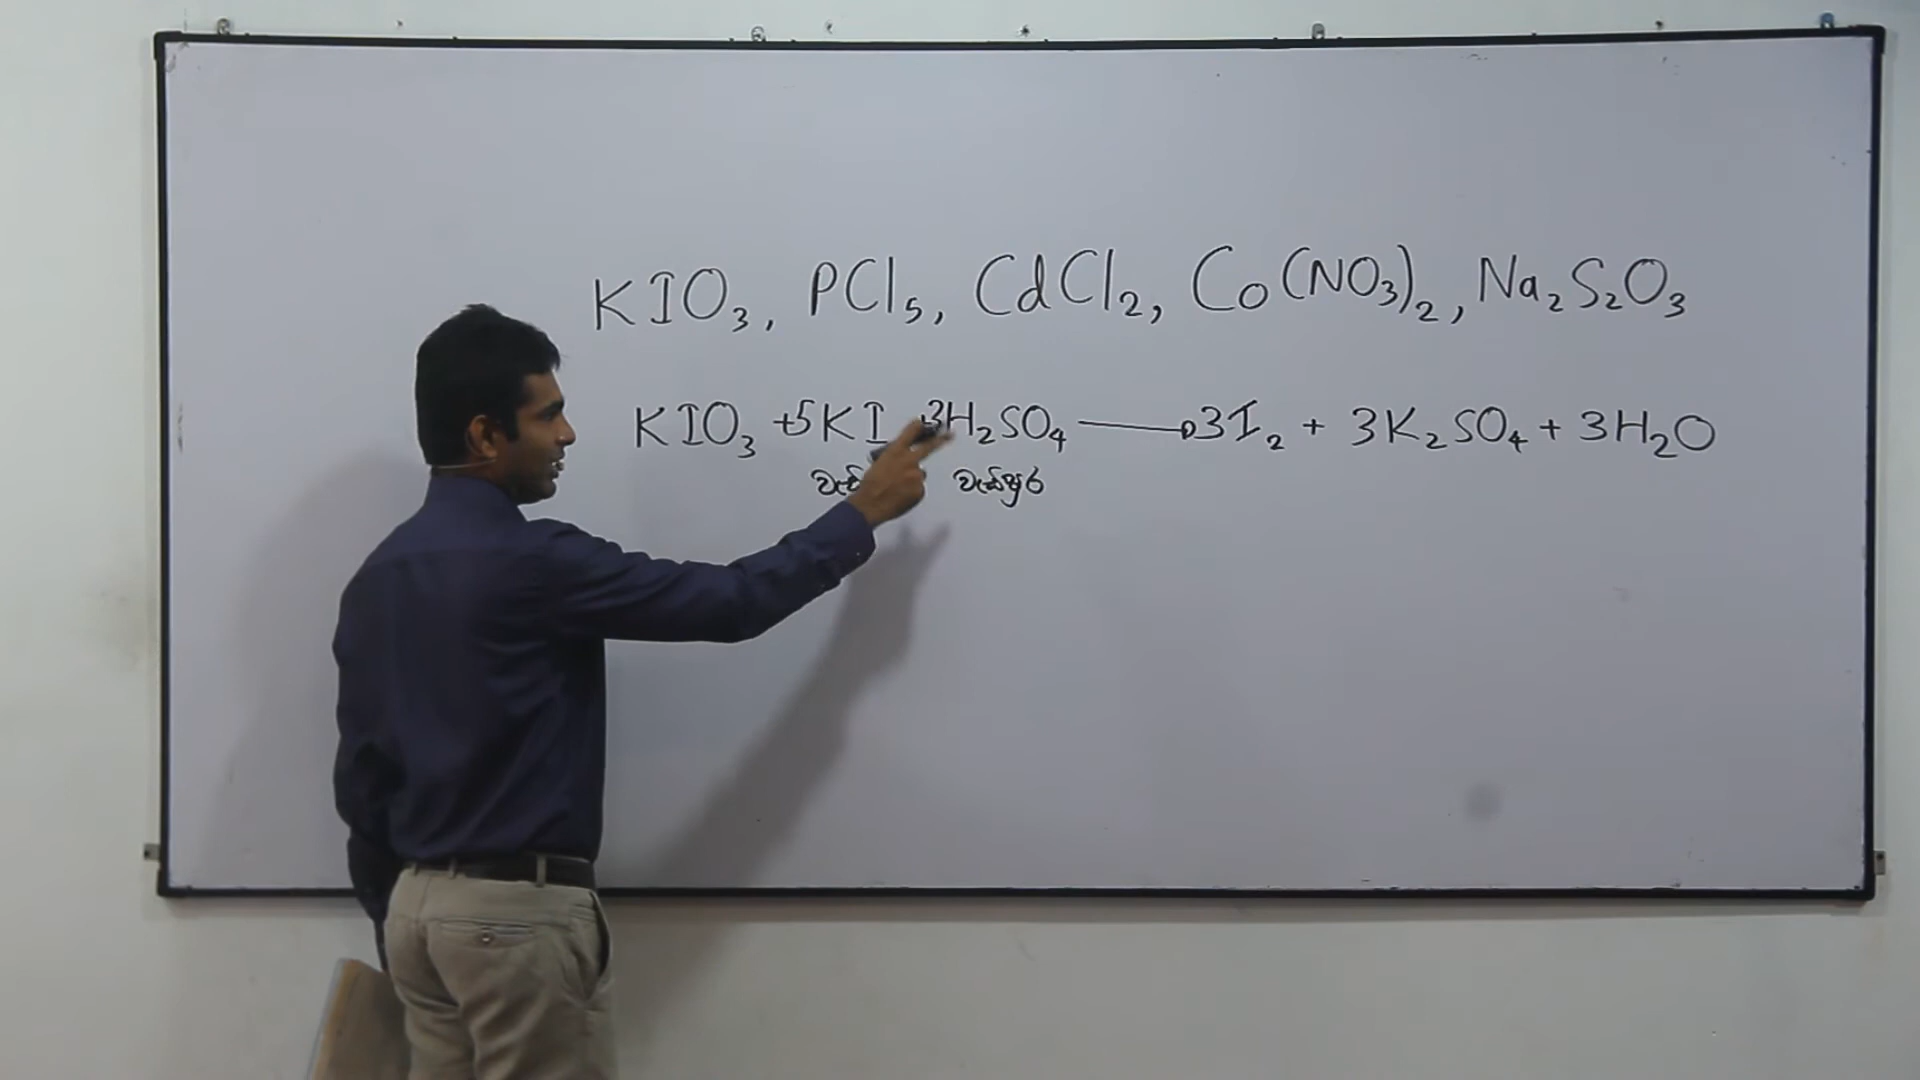 KIO₃, PCl₅, CdCl₂, Co(NO₃)₂, Na₂S₂O₃
KIO₃ +5KI 3H₂SO₄ → 3I₂ + 3K₂SO₄ + 3H₂O
වැඩිපුර